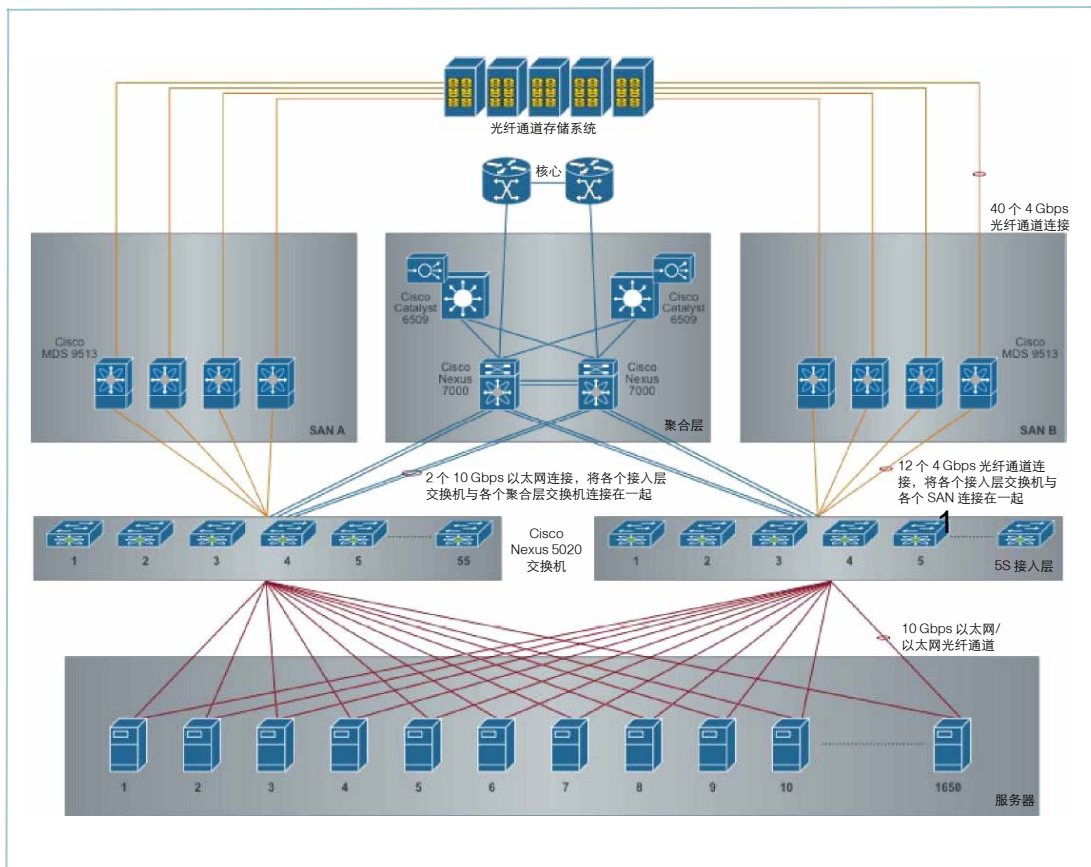 光纤通道存储系统
核心
40 个 4 Gbps
光纤通道连接
Cisco
Catalyst
6509
Cisco
Catalyst
6509
Cisco
MDS 9513
Cisco
Nexus
7000
Cisco
Nexus
7000
Cisco
MDS 9513
SAN A
聚合层
SAN B
2 个 10 Gbps 以太网连接，将各个接入层
交换机与各个聚合层交换机连接在一起
12 个 4 Gbps 光纤通道连
接，将各个接入层交换机与
各个 SAN 连接在一起
1
Cisco
Nexus 5020
交换机
1 2 3 4 5 55
1 2 3 4 5 5S 接入层
10 Gbps 以太网/
以太网光纤通道
1 2 3 4 5 6 7 8 9 10 1650
服务器